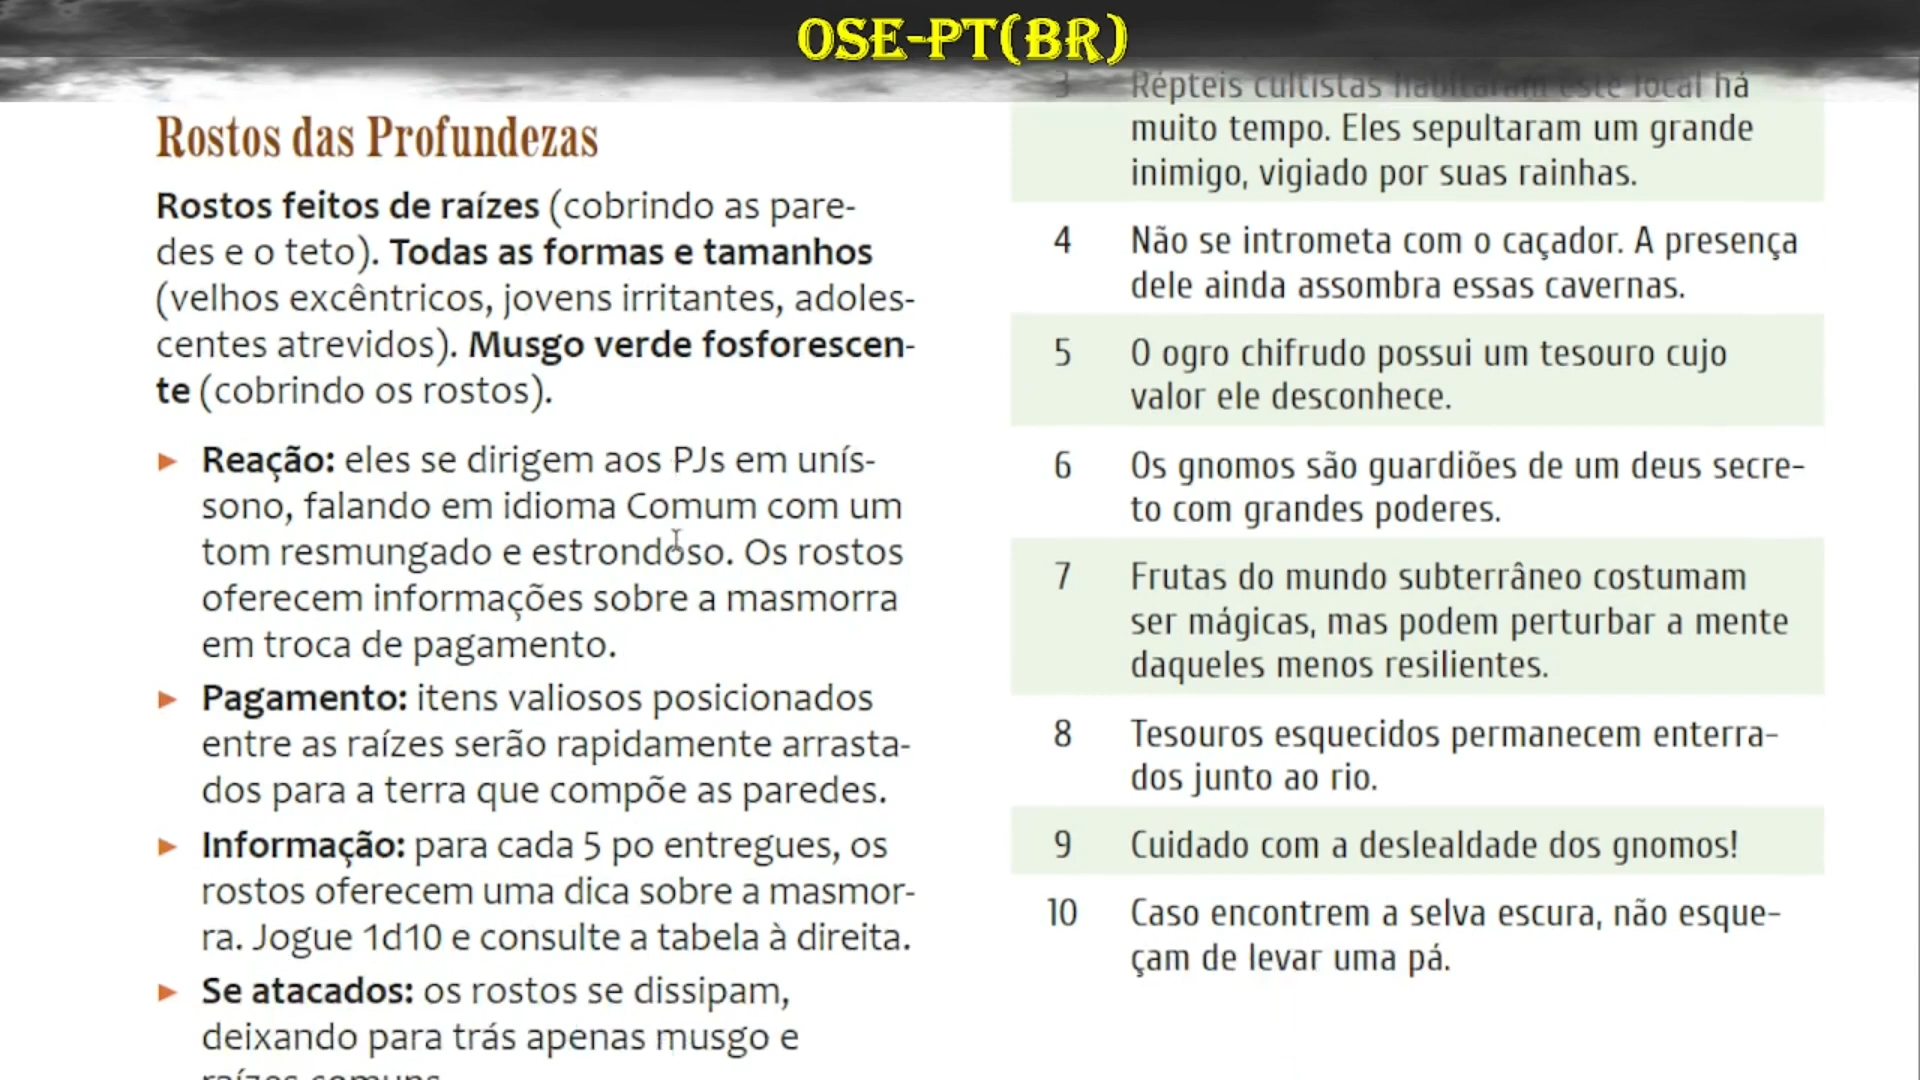 OSE-PT(BR)
Rostos das Profundezas
Rostos feitos de raízes (cobrindo as pare-
des e o teto). Todas as formas e tamanhos
(velhos excêntricos, jovens irritantes, adoles-
centes atrevidos). Musgo verde fosforescen-
te (cobrindo os rostos).
► Reação: eles se dirigem aos PJs em unís-
sono, falando em idioma Comum com um
tom resmungado e estrondoso. Os rostos
oferecem informações sobre a masmorra
em troca de pagamento.
► Pagamento: itens valiosos posicionados
entre as raízes serão rapidamente arrasta-
dos para a terra que compõe as paredes.
► Informação: para cada 5 po entregues, os
rostos oferecem uma dica sobre a masmor-
ra. Jogue 1d10 e consulte a tabela à direita.
► Se atacados: os rostos se dissipam,
deixando para trás apenas musgo e
raízes comuns.
3 Répteis cultistas habitaram este local há
muito tempo. Eles sepultaram um grande
inimigo, vigiado por suas rainhas.
4 Não se intrometa com o caçador. A presença
dele ainda assombra essas cavernas.
5 O ogro chifrudo possui um tesouro cujo
valor ele desconhece.
6 Os gnomos são guardiões de um deus secre-
to com grandes poderes.
7 Frutas do mundo subterrâneo costumam
ser mágicas, mas podem perturbar a mente
daqueles menos resilientes.
8 Tesouros esquecidos permanecem enterra-
dos junto ao rio.
9 Cuidado com a deslealdade dos gnomos!
10 Caso encontrem a selva escura, não esque-
çam de levar uma pá.